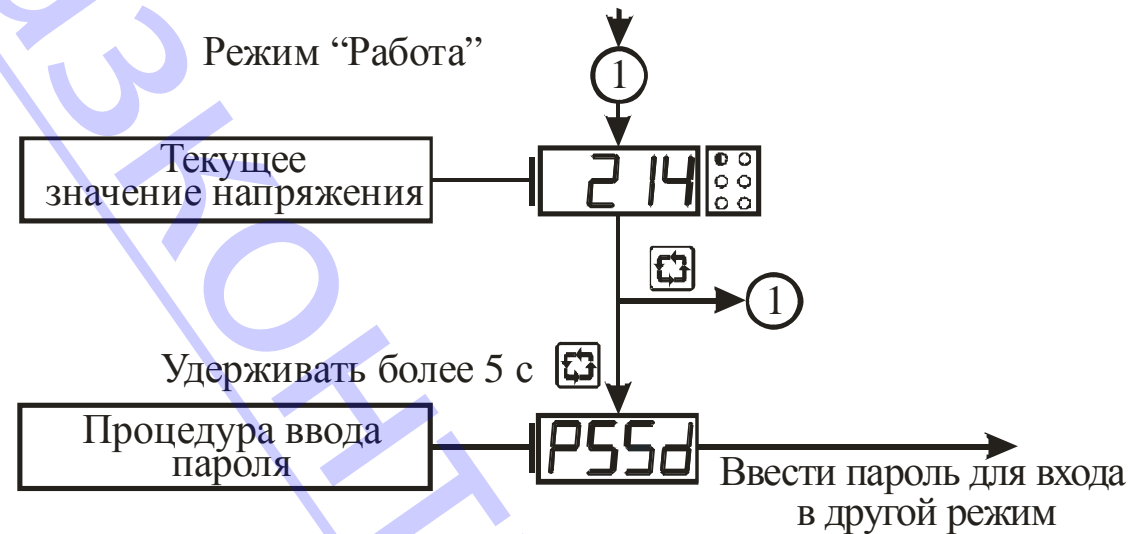 Режим “Работа”
1
Текущее
значение напряжения
214
1
Удерживать более 5 с
Процедура ввода
пароля
PSSd
Ввести пароль для входа
в другой режим